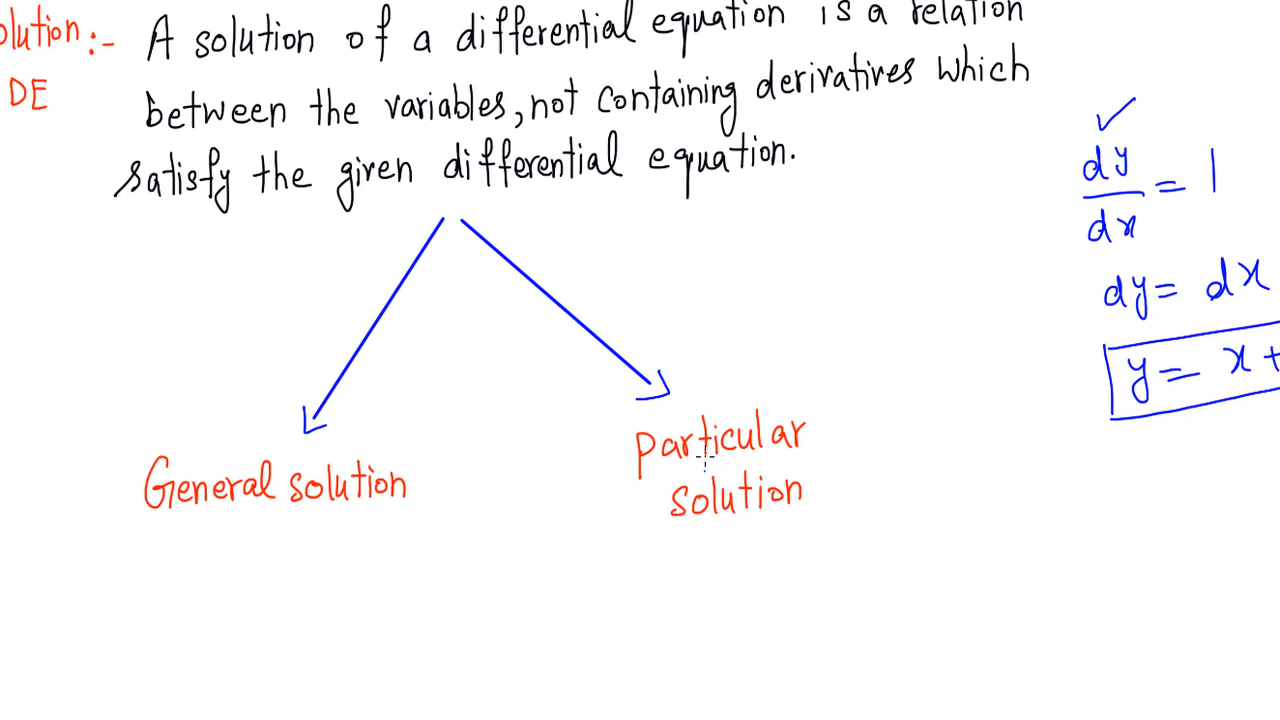 olution:- A solution of a differential equation is a relation
DE
between the variables, not containing derivatives which
satisfy the given differential equation.
dy/dx = 1
dy = dx
y = x +
General solution
Particular
solution